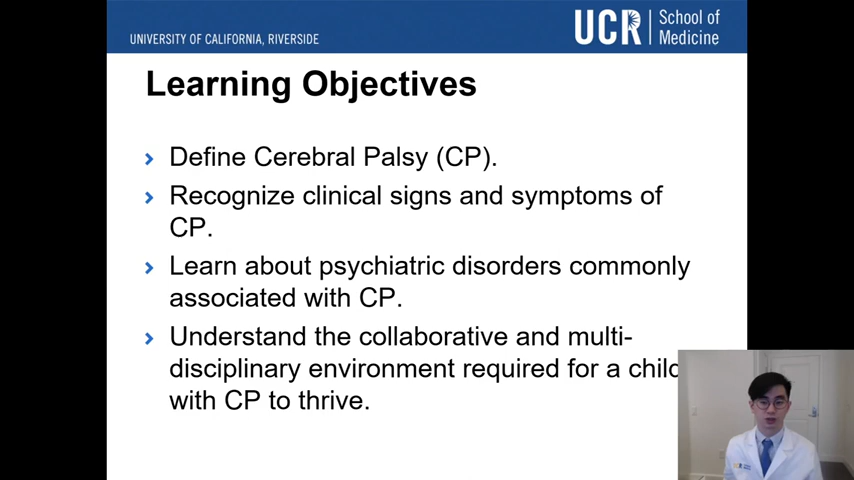 UNIVERSITY OF CALIFORNIA, RIVERSIDE
UCR School of
Medicine
Learning Objectives
Define Cerebral Palsy (CP).
Recognize clinical signs and symptoms of
CP.
Learn about psychiatric disorders commonly
associated with CP.
Understand the collaborative and multi-
disciplinary environment required for a chil
with CP to thrive.